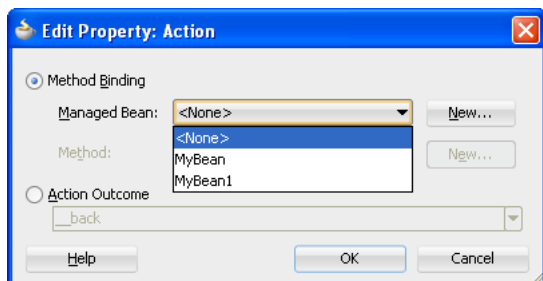 Edit Property: Action
Method Binding
Managed Bean: <None> New...
<None>
Method: New...
MyBean
MyBean1
Action Outcome
__back
Help OK Cancel